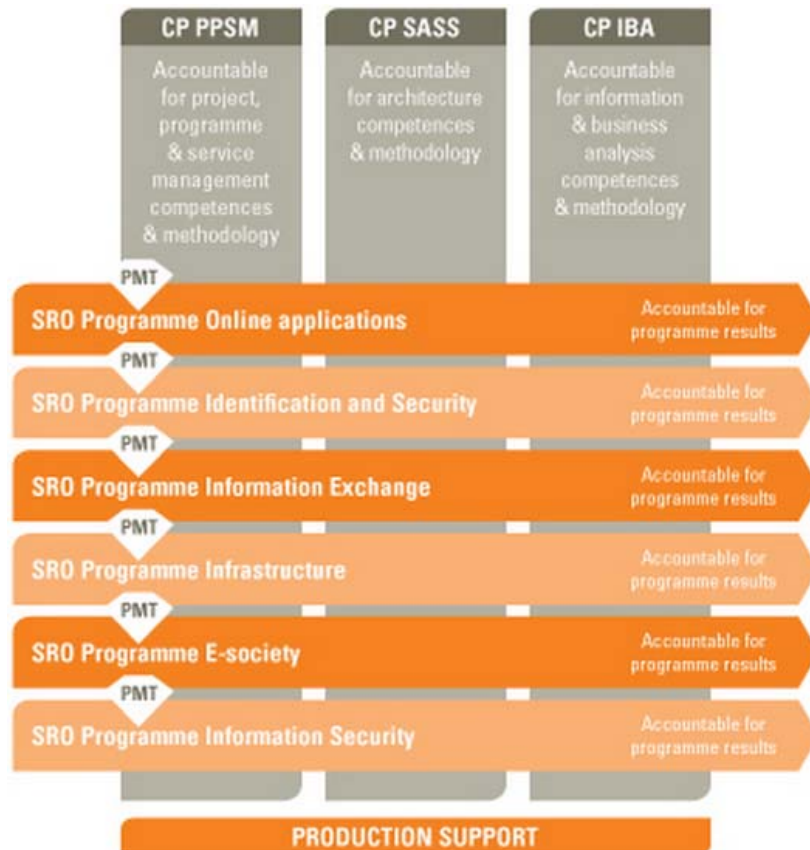 CP PPSM
Accountable
for project,
programme
& service
management
competences
& methodology
CP SASS
Accountable
for architecture
competences
& methodology
CP IBA
Accountable
for information
& business
analysis
competences
& methodology
PMT
SRO Programme Online applications
Accountable for
programme results
PMT
SRO Programme Identification and Security
Accountable for
programme results
PMT
SRO Programme Information Exchange
Accountable for
programme results
PMT
SRO Programme Infrastructure
Accountable for
programme results
PMT
SRO Programme E-society
Accountable for
programme results
PMT
SRO Programme Information Security
Accountable for
programme results
PRODUCTION SUPPORT